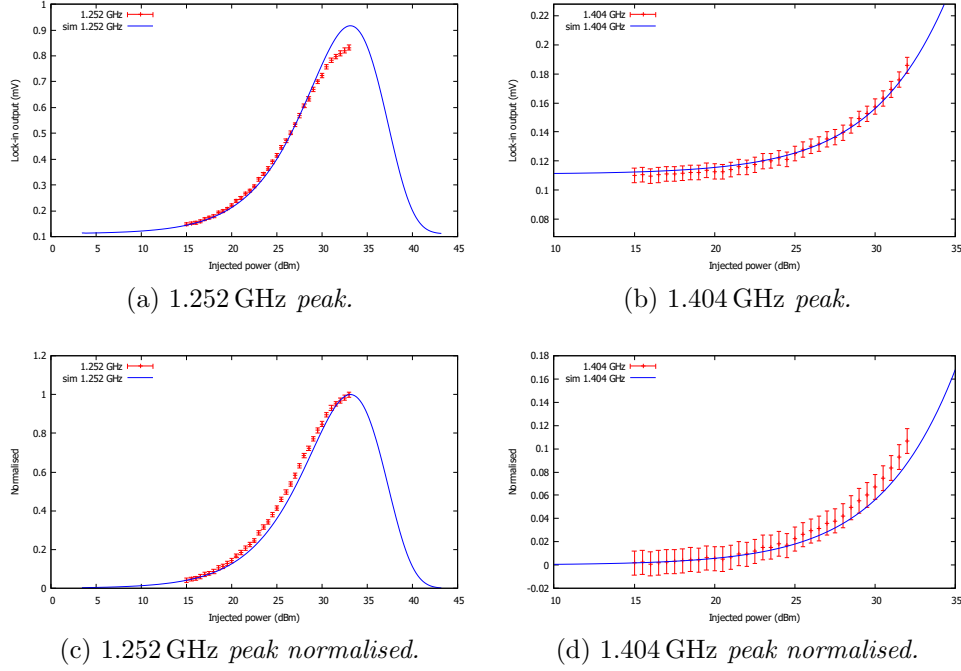 1
0.9
0.8
0.7
0.6
0.5
0.4
0.3
0.2
0.1
0 5 10 15 20 25 30 35 40 45
Lock-in output (mV)
Injected power (dBm)
1.252 GHz
sim 1.252 GHz
(a) 1.252 GHz peak.
0.22
0.2
0.18
0.16
0.14
0.12
0.1
0.08
10 15 20 25 30 35
Lock-in output (mV)
Injected power (dBm)
1.404 GHz
sim 1.404 GHz
(b) 1.404 GHz peak.
1.2
1
0.8
0.6
0.4
0.2
0
0 5 10 15 20 25 30 35 40 45
Normalised
Injected power (dBm)
1.252 GHz
sim 1.252 GHz
(c) 1.252 GHz peak normalised.
0.18
0.16
0.14
0.12
0.1
0.08
0.06
0.04
0.02
0
-0.02
10 15 20 25 30 35
Normalised
Injected power (dBm)
1.404 GHz
sim 1.404 GHz
(d) 1.404 GHz peak normalised.